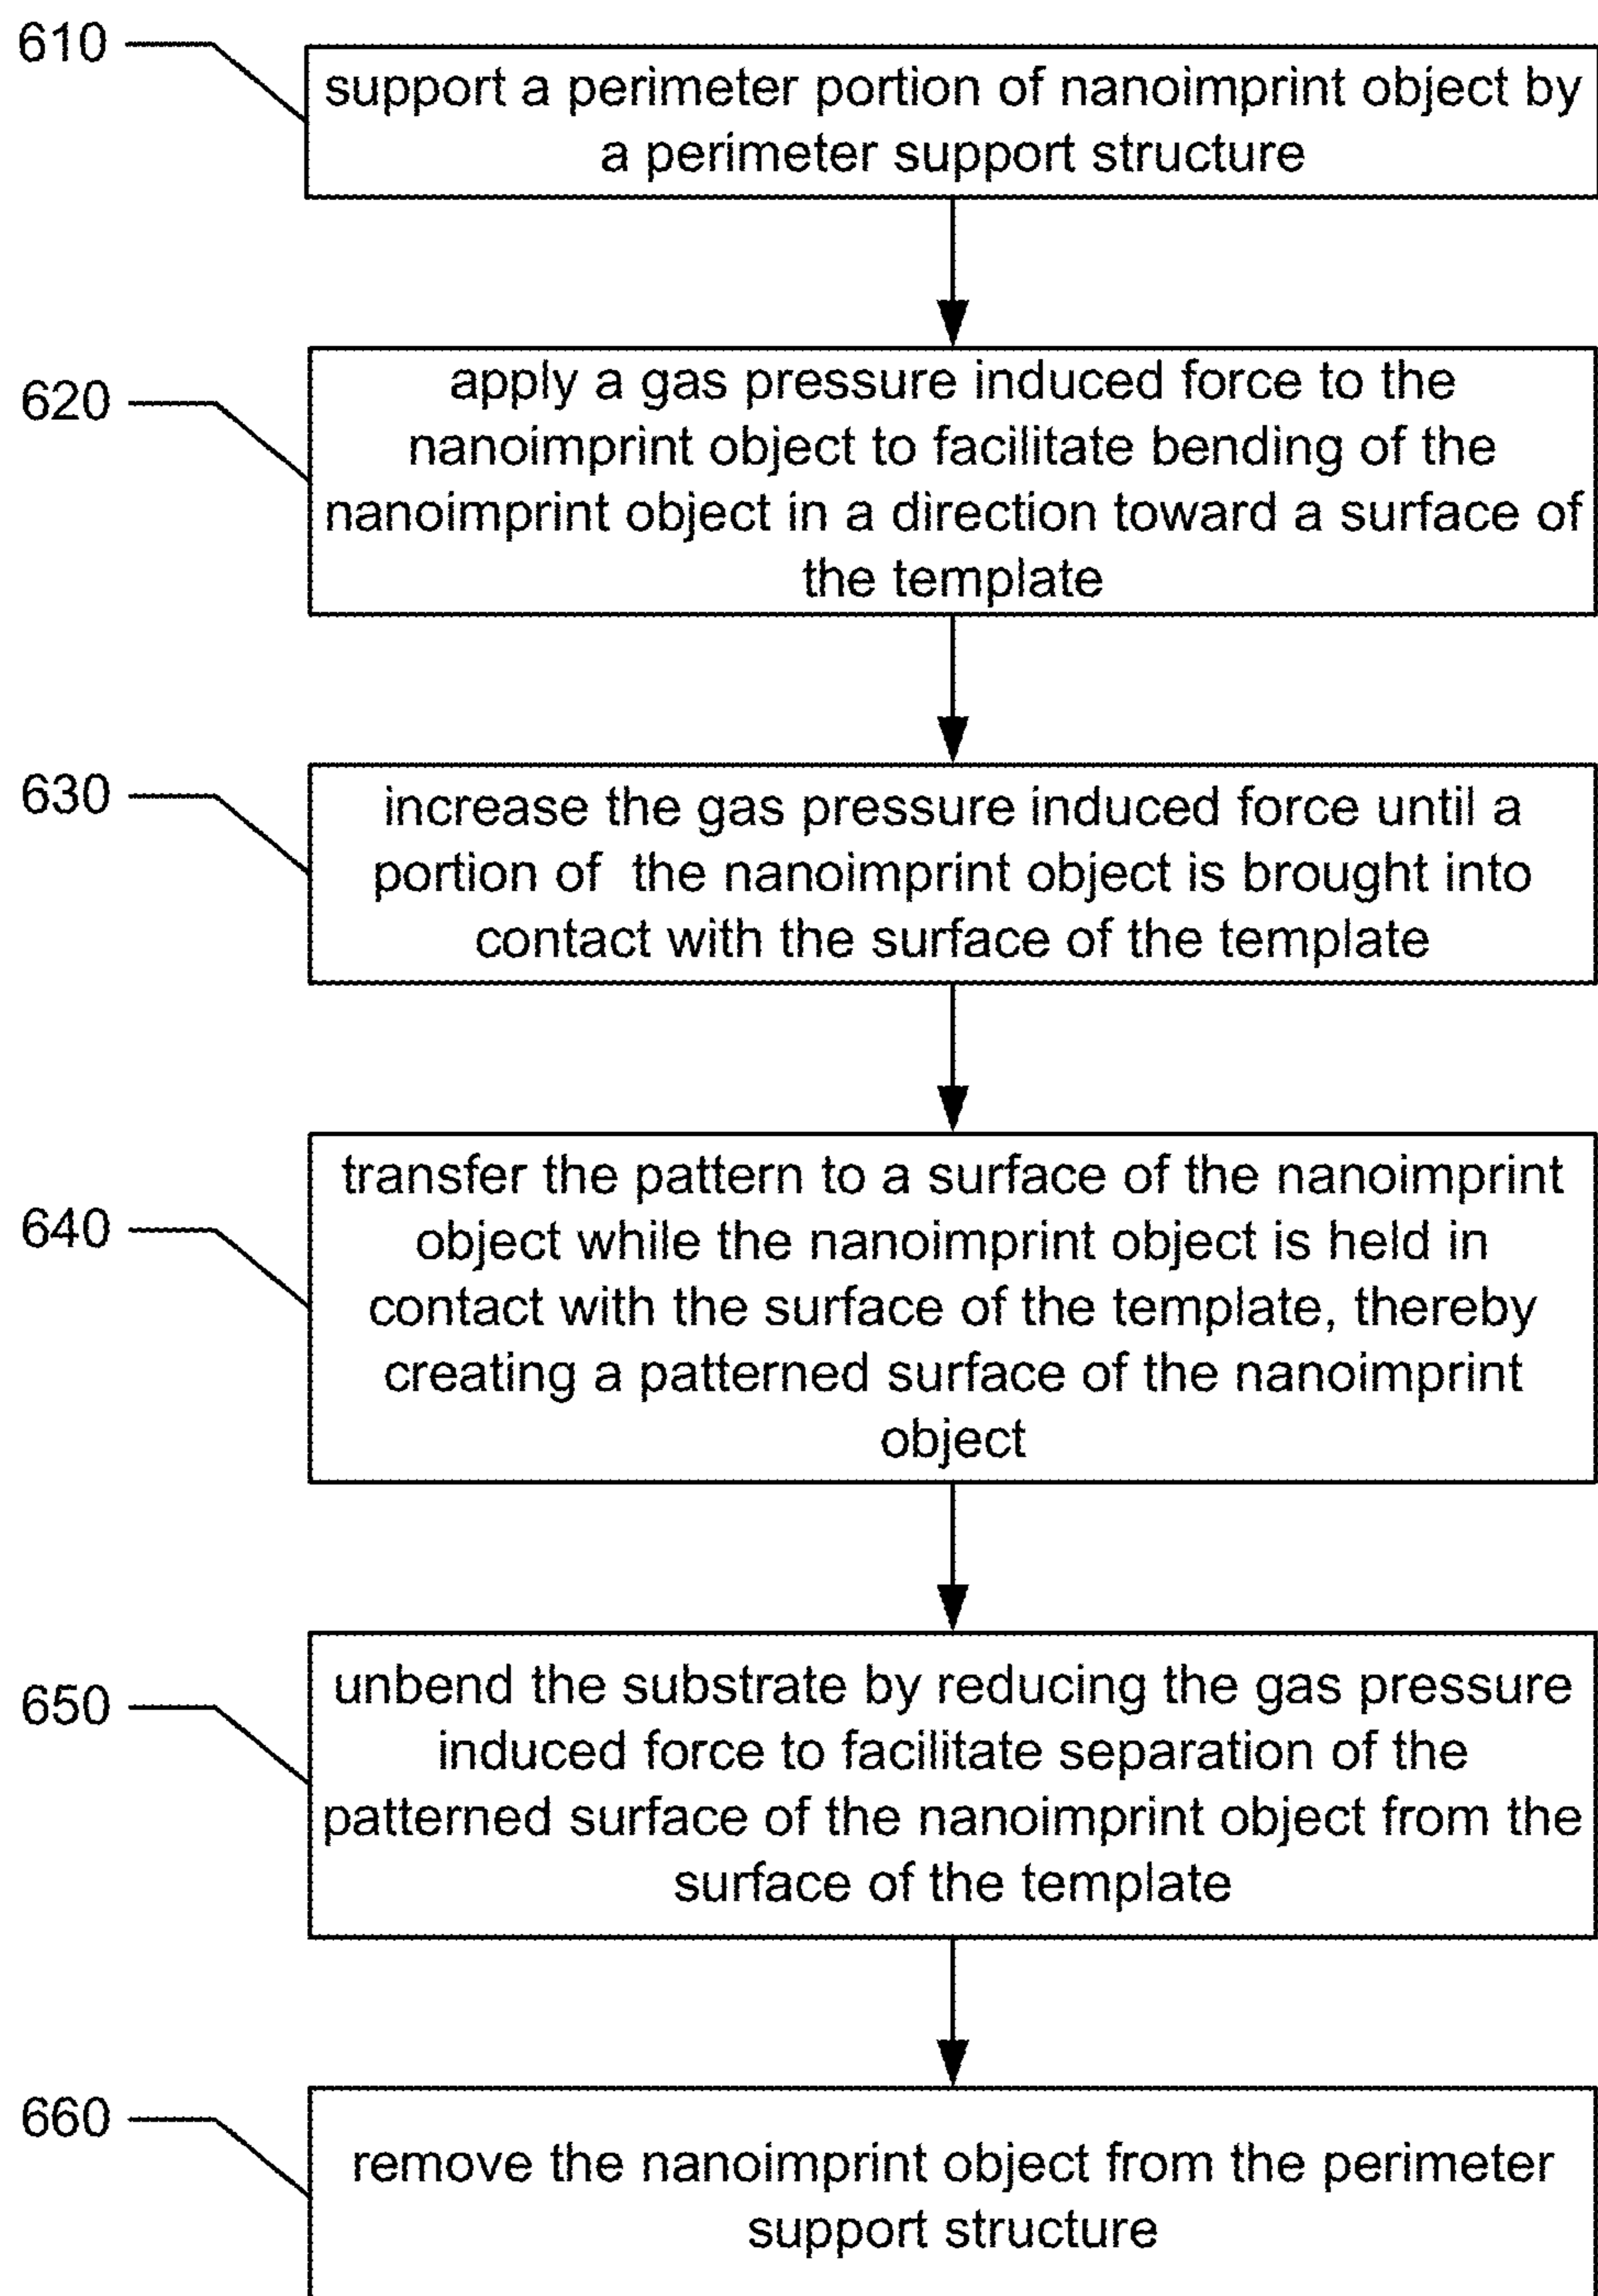 610
support a perimeter portion of nanoimprint object by
a perimeter support structure
620
apply a gas pressure induced force to the
nanoimprint object to facilitate bending of the
nanoimprint object in a direction toward a surface of
the template
630
increase the gas pressure induced force until a
portion of  the nanoimprint object is brought into
contact with the surface of the template
640
transfer the pattern to a surface of the nanoimprint
object while the nanoimprint object is held in
contact with the surface of the template, thereby
creating a patterned surface of the nanoimprint
object
650
unbend the substrate by reducing the gas pressure
induced force to facilitate separation of the
patterned surface of the nanoimprint object from the
surface of the template
660
remove the nanoimprint object from the perimeter
support structure